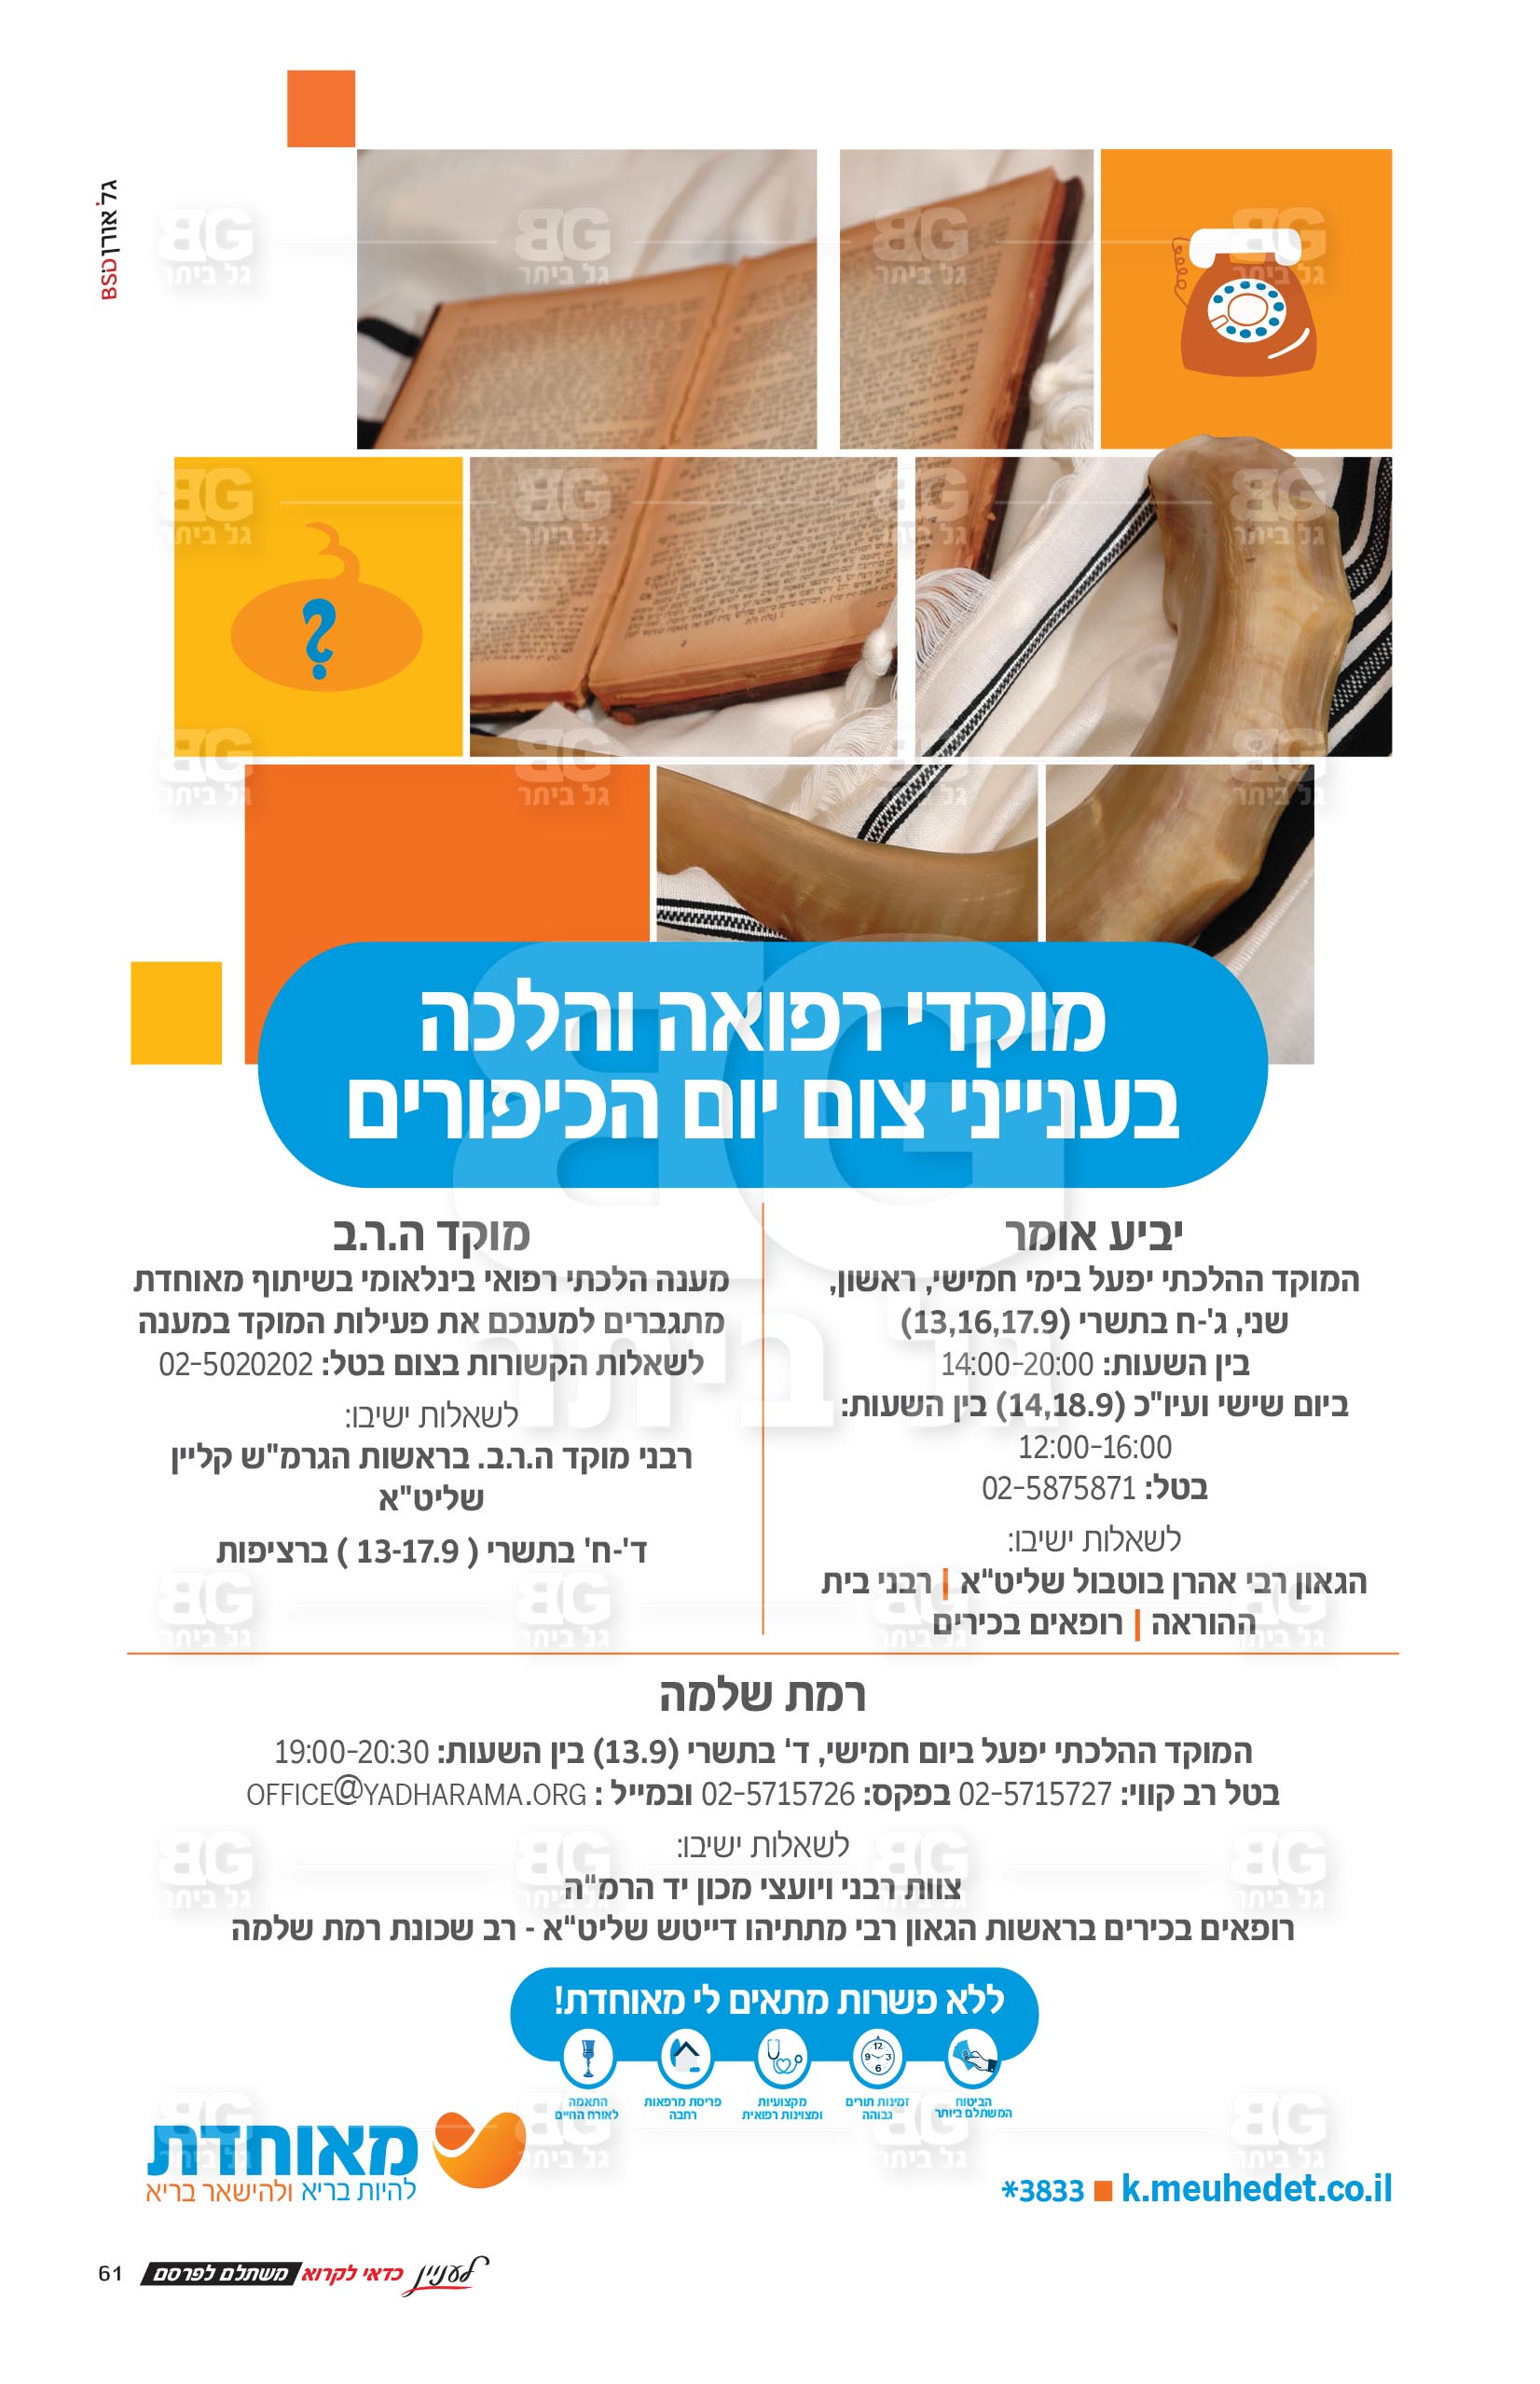 גל אורן BSD
?
מוקדי רפואה והלכה
בענייני צום יום הכיפורים
יביע אומר
המוקד ההלכתי יפעל בימי חמישי, ראשון,
שני, ג'-ח בתשרי (13,16,17.9)
בין השעות: 14:00-20:00
ביום שישי ועיו"כ (14,18.9) בין השעות:
12:00-16:00
בטל: 02-5875871
לשאלות ישיבו:
הגאון רבי אהרן בוטבול שליט"א | רבני בית
ההוראה | רופאים בכירים
מוקד ה.ר.ב
מענה הלכתי רפואי בינלאומי בשיתוף מאוחדת
מתגברים למענכם את פעילות המוקד במענה
לשאלות הקשורות בצום בטל: 02-5020202
לשאלות ישיבו:
רבני מוקד ה.ר.ב. בראשות הגרמ"ש קליין
שליט"א
ד'-ח' בתשרי ( 13-17.9 ) ברציפות
רמת שלמה
המוקד ההלכתי יפעל ביום חמישי, ד' בתשרי (13.9) בין השעות: 19:00-20:30
בטל רב קווי: 02-5715727 בפקס: 02-5715726 ובמייל : OFFICE@YADHARAMA.ORG
לשאלות ישיבו:
צוות רבני ויועצי מכון יד הרמ"ה
רופאים בכירים בראשות הגאון רבי מתתיהו דייטש שליט"א - רב שכונת רמת שלמה
ללא פשרות מתאים לי מאוחדת!
הביטוח
המשתלם ביותר
זמינות תורים
גבוהה
מקצועיות
ומצוינות רפואית
פריסת מרפאות
רחבה
התאמה
לאורח החיים
מאוחדת
להיות בריא ולהישאר בריא
*3833 k.meuhedet.co.il
לעניין כדאי לקרוא משתלם לפרסם 61
BG
גל ביתר